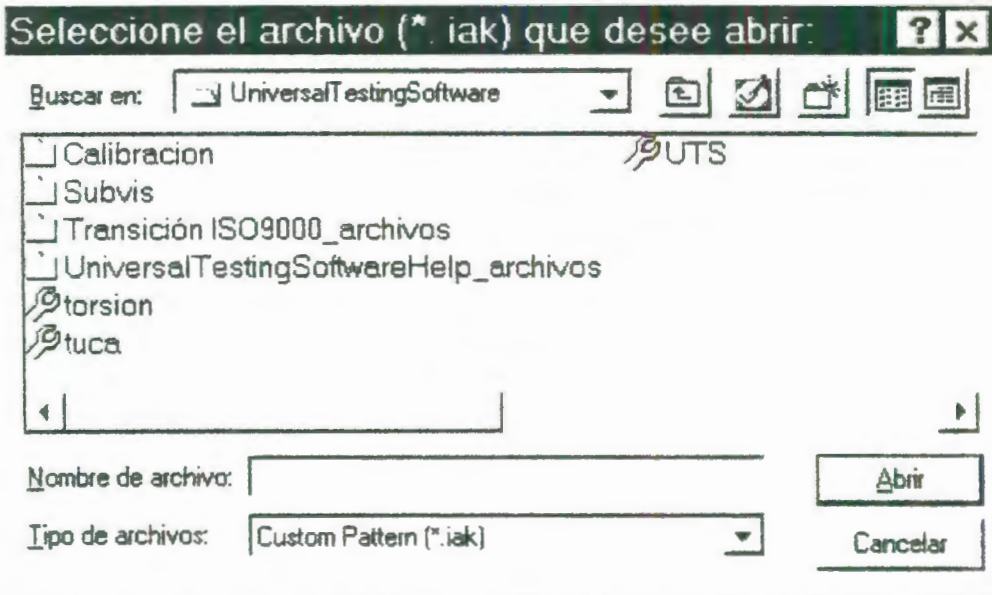 Seleccione el archivo (*. iak) que desee abrir:
Buscar en: UniversalTestingSoftware
Calibracion
Subvis
Transición ISO9000_archivos
UniversalTestingSoftwareHelp_archivos
torsion
tuca
UTS
Nombre de archivo:
Abrir
Tipo de archivos: Custom Pattern (*.iak)
Cancelar